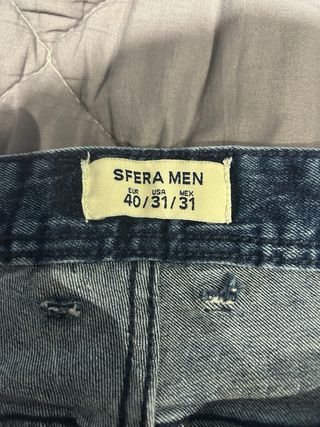 SFERA MEN
EUR USA MEX
40/31/31